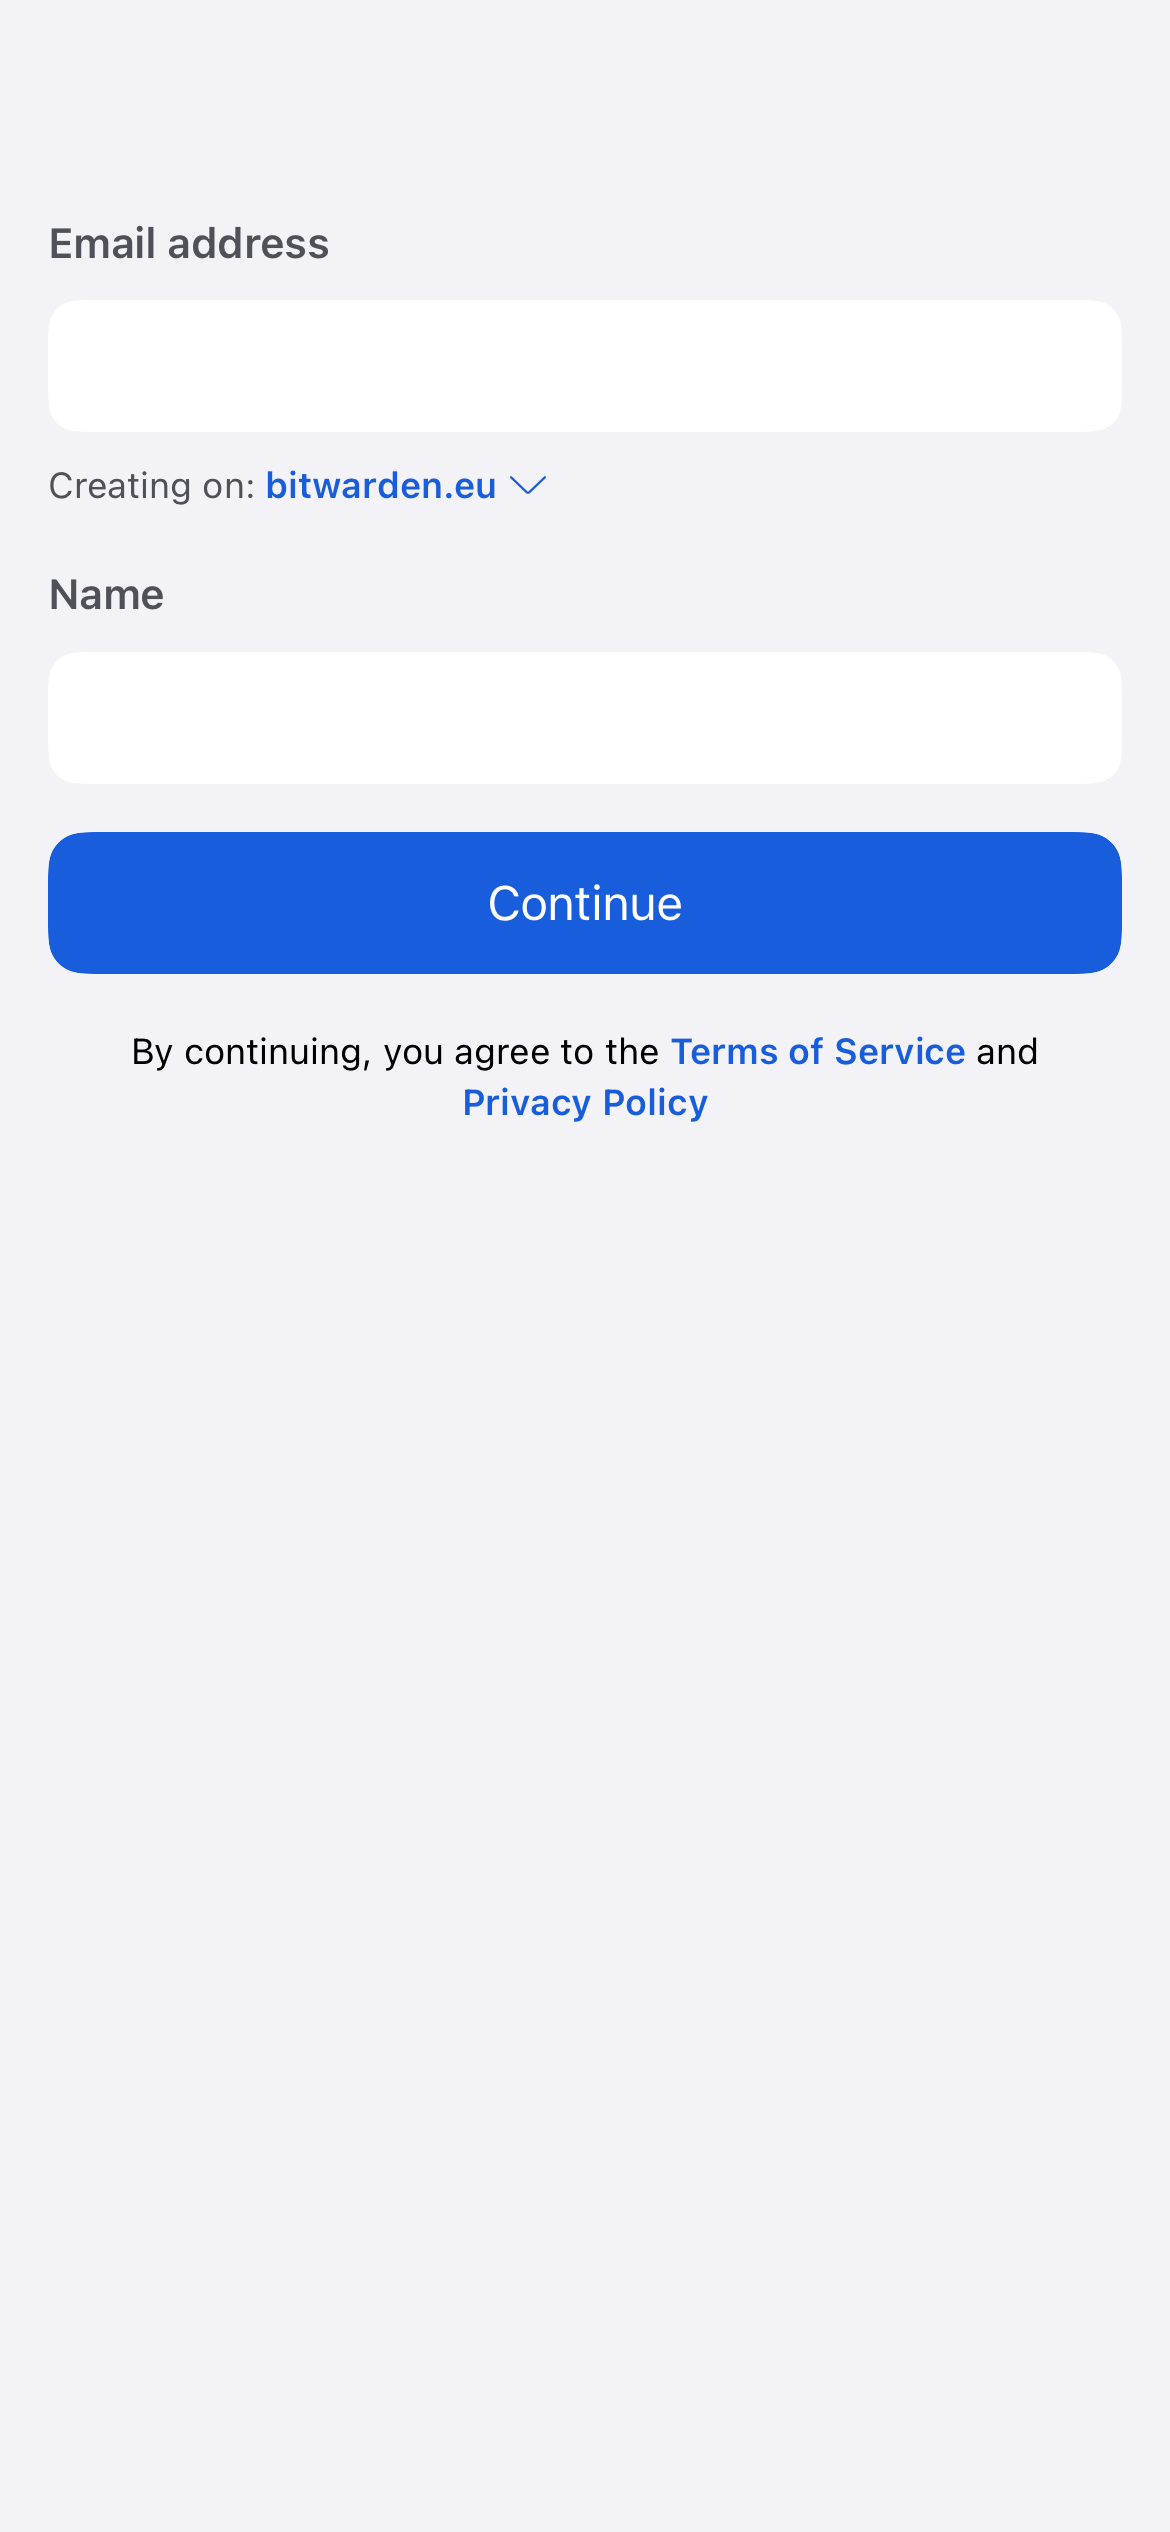 Email address
Creating on: bitwarden.eu
Name
Continue
By continuing, you agree to the Terms of Service and
Privacy Policy